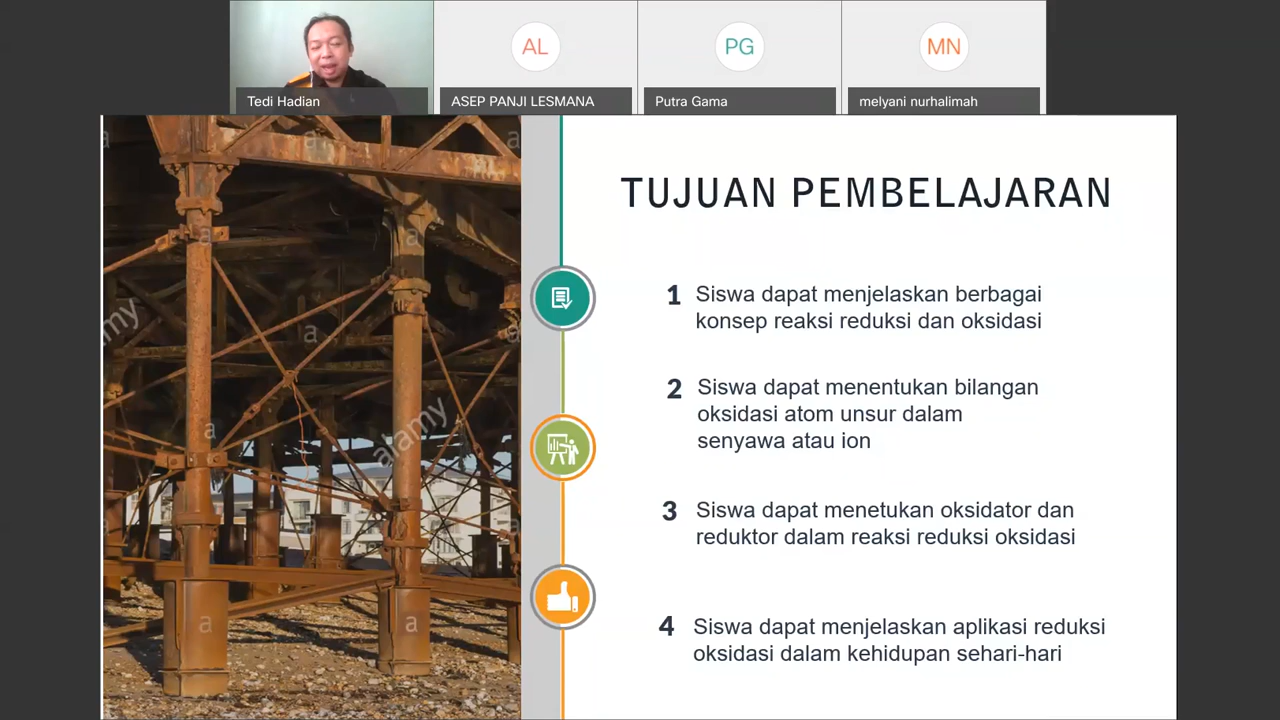 AL
PG
MN
Tedi Hadian
ASEP PANJI LESMANA
Putra Gama
melyani nurhalimah
TUJUAN PEMBELAJARAN
1 Siswa dapat menjelaskan berbagai
konsep reaksi reduksi dan oksidasi
2 Siswa dapat menentukan bilangan
oksidasi atom unsur dalam
senyawa atau ion
3 Siswa dapat menetukan oksidator dan
reduktor dalam reaksi reduksi oksidasi
4 Siswa dapat menjelaskan aplikasi reduksi
oksidasi dalam kehidupan sehari-hari
a
a
a
alamy
a
a
a
a
a
alamy
a
a
a
a